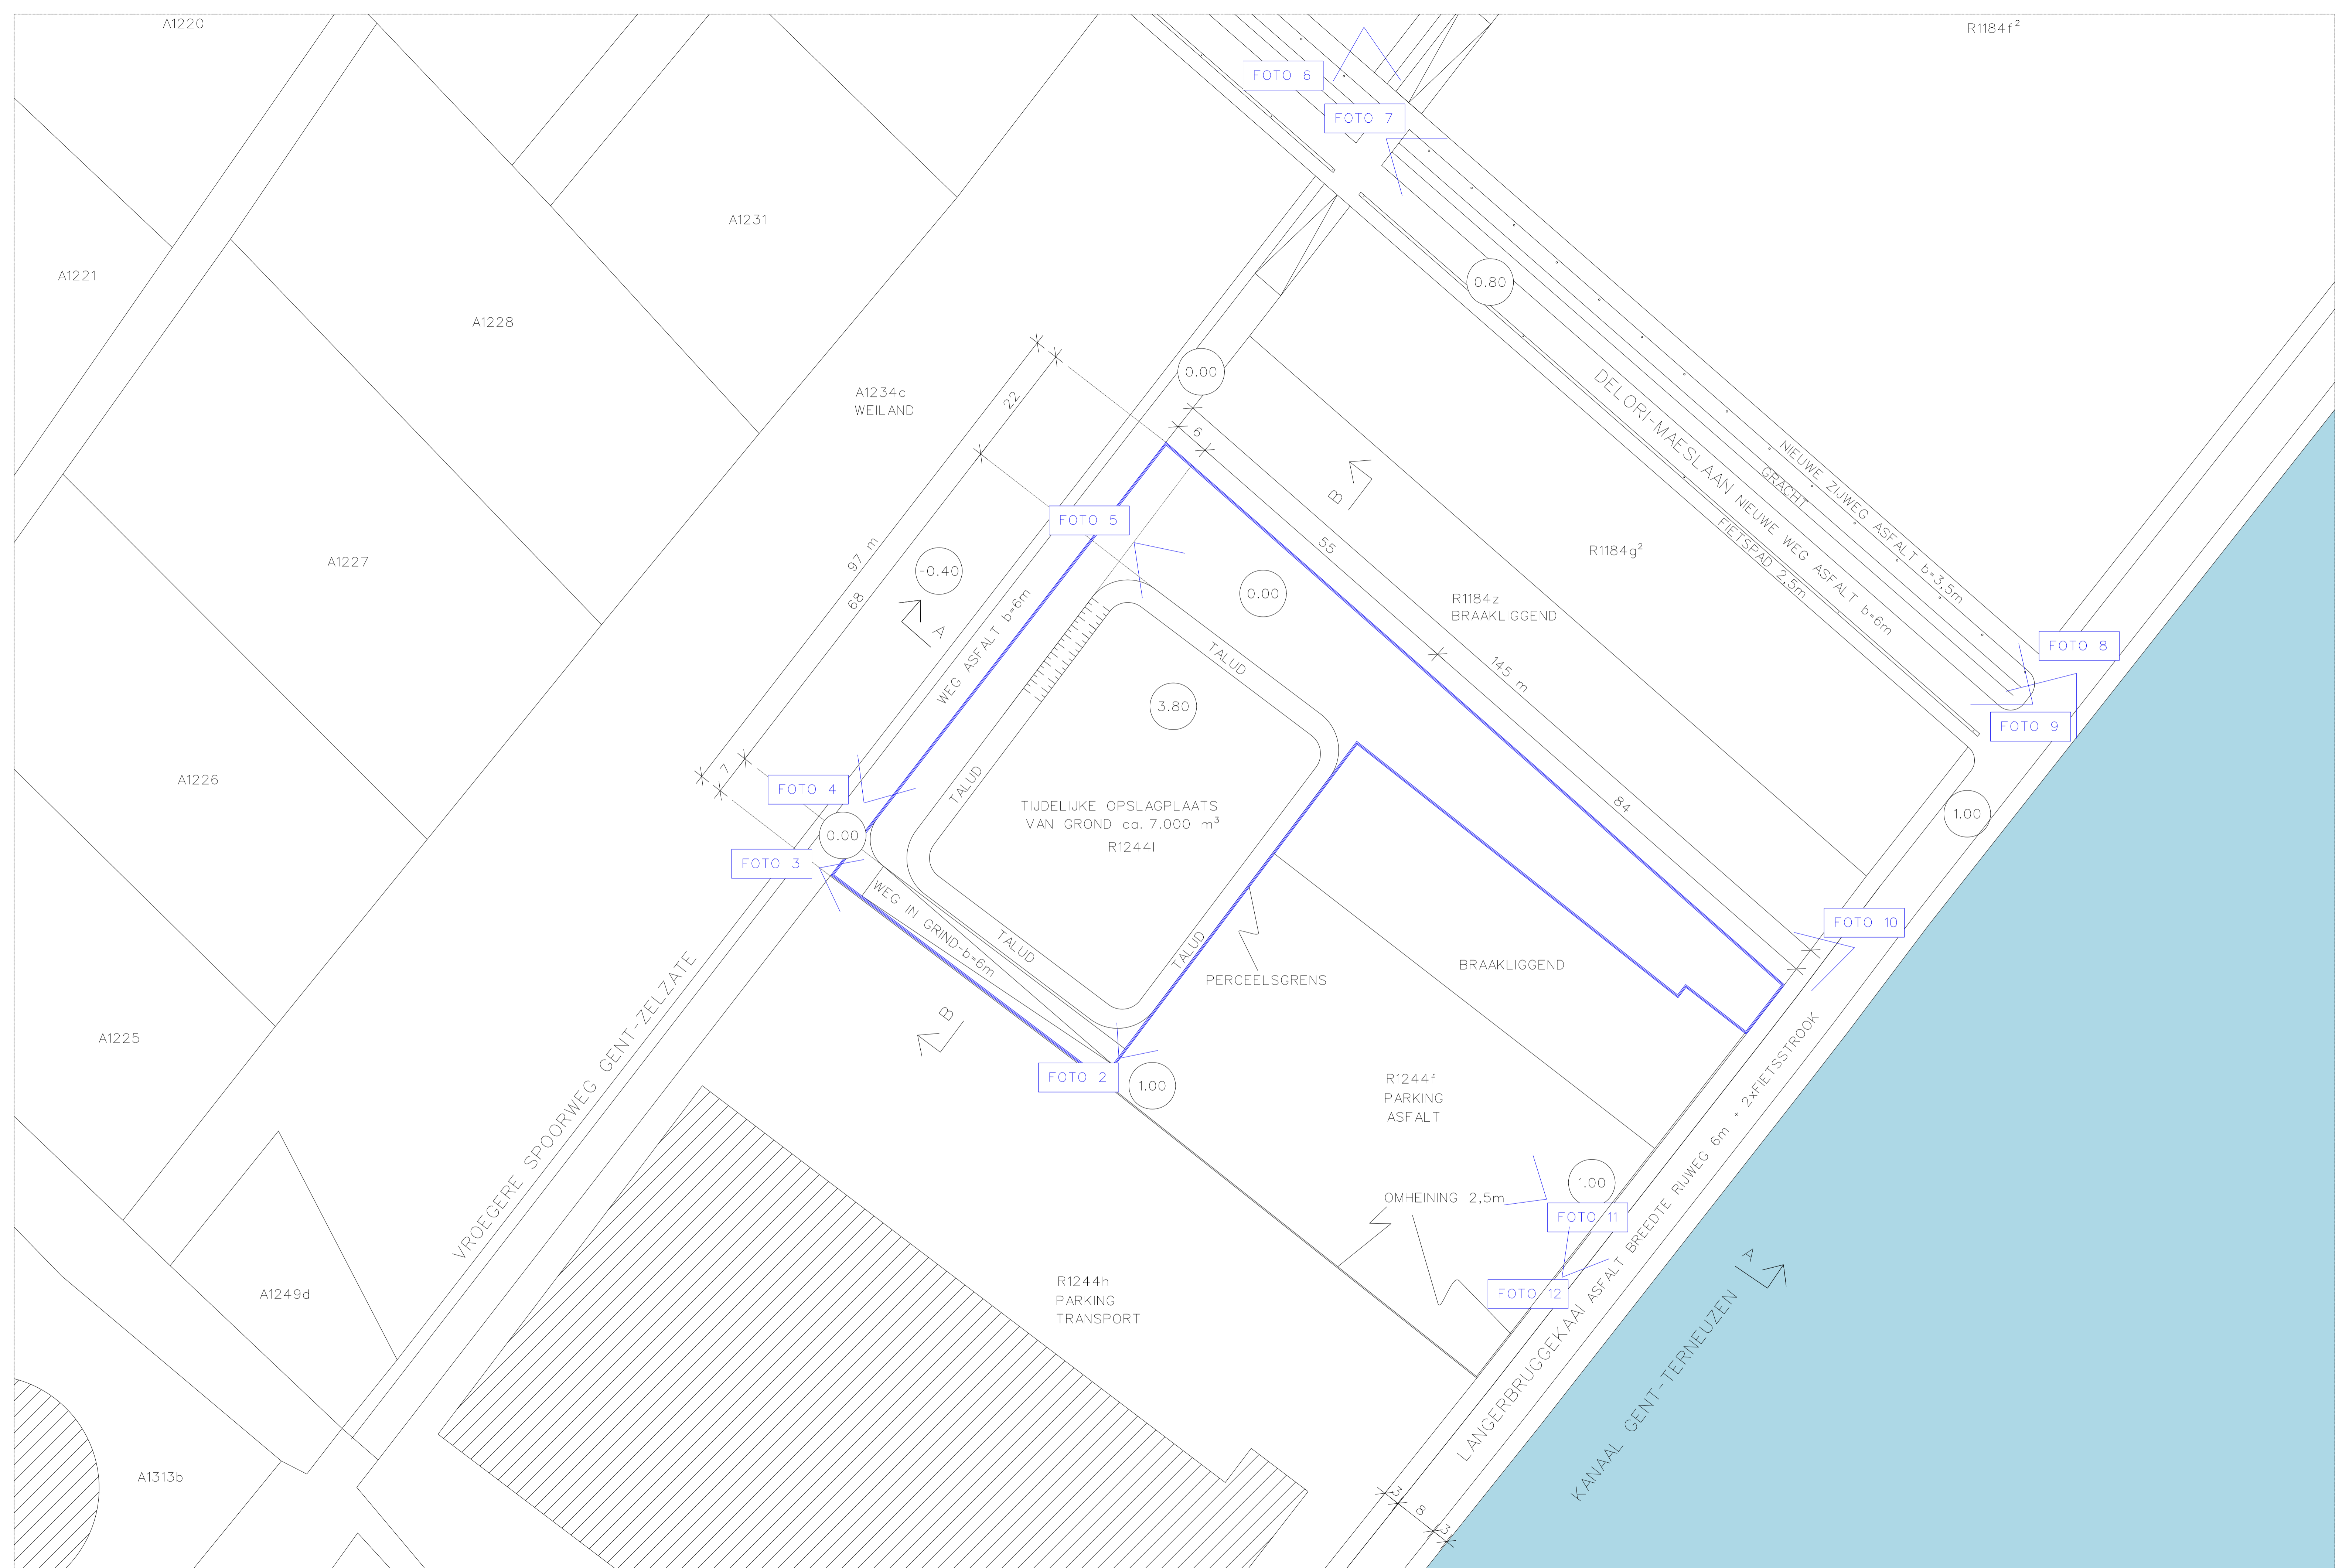 A1220
R1184f²
FOTO 6
FOTO 7
A1231
A1221
0.80
A1228
0.00
DELORI-MAESLAAN NIEUWE WEG ASFALT b=6m
NIEUWE ZIJWEG ASFALT b=3,5m
GRACHT
FIETSPAD 2,5m
A1234c
WEILAND
22
6
B
55
FOTO 5
R1184g²
A1227
97 m
68
-0.40
A
WEG ASFALT b=6m
0.00
R1184z
BRAAKLIGGEND
145 m
FOTO 8
TALUD
3.80
FOTO 9
7
FOTO 4
A1226
TALUD
TIJDELIJKE OPSLAGPLAATS
VAN GROND ca. 7.000 m³
R1244l
84
1.00
0.00
FOTO 3
WEG IN GRIND-b=6m
TALUD
TALUD
PERCEELSGRENS
BRAAKLIGGEND
FOTO 10
VROEGERE SPOORWEG GENT-ZELZATE
B
A1225
FOTO 2
1.00
R1244f
PARKING
ASFALT
1.00
OMHEINING 2,5m
FOTO 11
FOTO 12
A
R1244h
PARKING
TRANSPORT
A1249d
LANGERBRUGGEKAAI ASFALT BREEDTE RIJWEG 6m + 2xFIETSSTROOK
KANAAL GENT-TERNEUZEN
A1313b
3
8
3